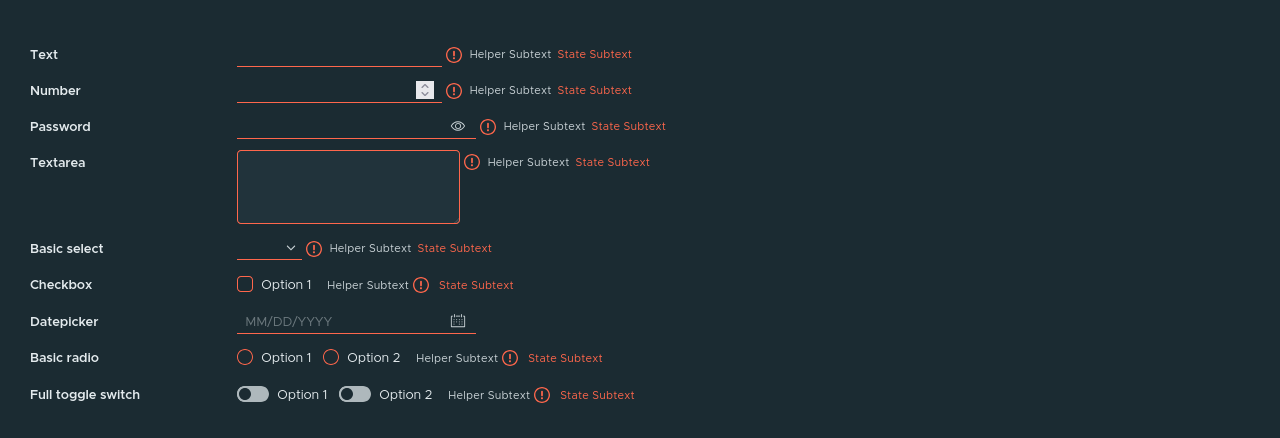 Text Helper Subtext State Subtext
Number Helper Subtext State Subtext
Password Helper Subtext State Subtext
Textarea Helper Subtext State Subtext
Basic select Helper Subtext State Subtext
Checkbox Option 1 Helper Subtext State Subtext
Datepicker MM/DD/YYYY
Basic radio Option 1 Option 2 Helper Subtext State Subtext
Full toggle switch Option 1 Option 2 Helper Subtext State Subtext